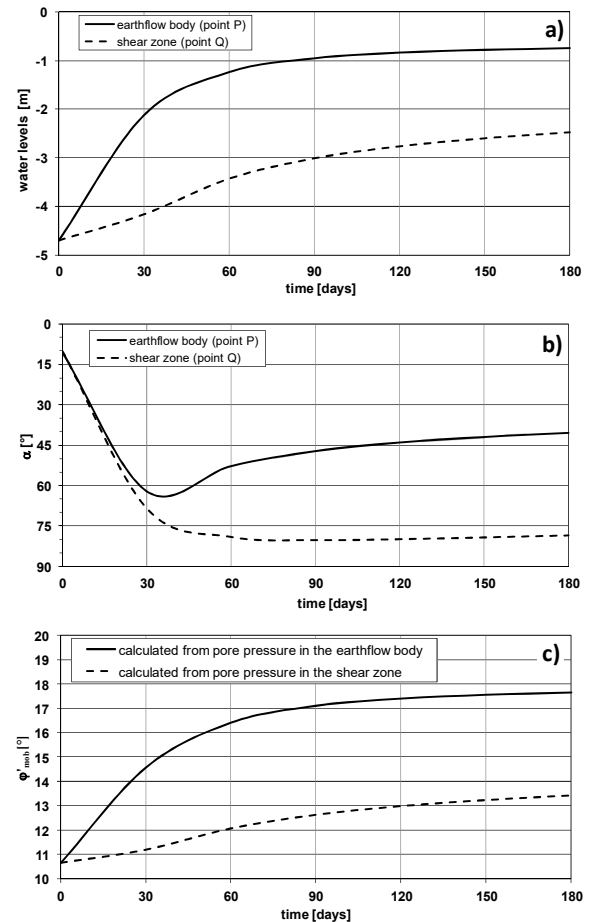 a)
earthflow body (point P)
shear zone (point Q)
water levels [m]
0
-1
-2
-3
-4
-5
0 30 60 90 120 150 180
time [days]
b)
earthflow body (point P)
shear zone (point Q)
α [°]
0
15
30
45
60
75
90
0 30 60 90 120 150 180
time [days]
c)
calculated from pore pressure in the earthflow body
calculated from pore pressure in the shear zone
φ'mob [°]
20
19
18
17
16
15
14
13
12
11
10
0 30 60 90 120 150 180
time [days]